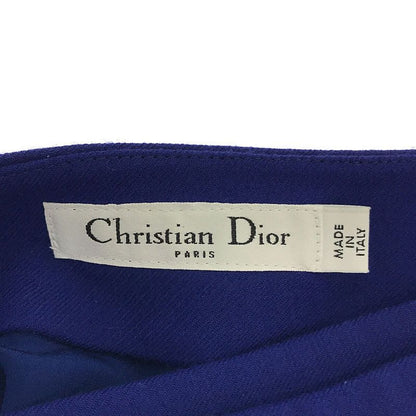 Christian Dior
PARIS
MADE
IN
ITALY